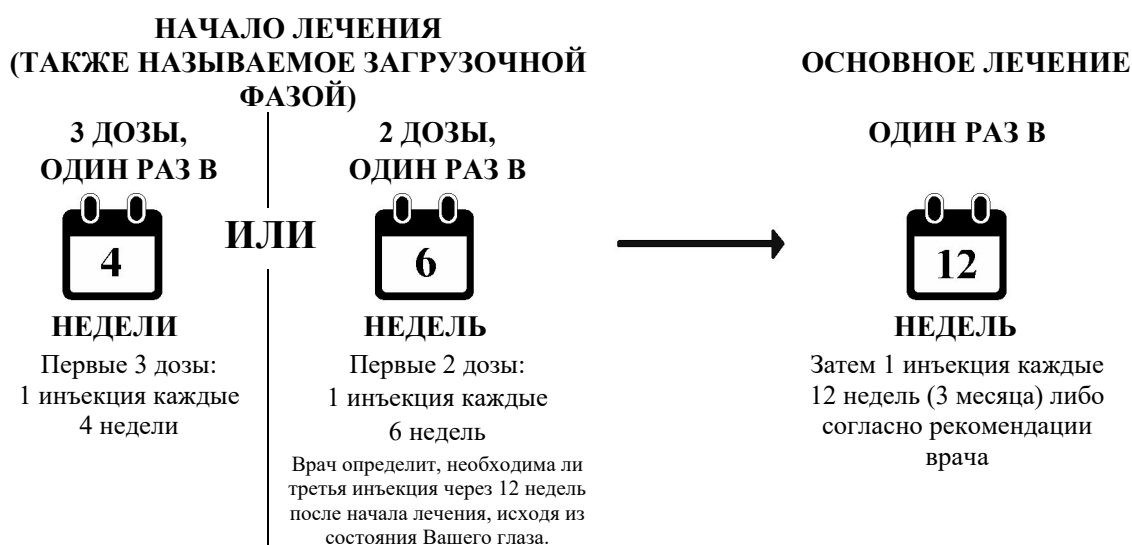 НАЧАЛО ЛЕЧЕНИЯ
(ТАКЖЕ НАЗЫВАЕМОЕ ЗАГРУЗОЧНОЙ
ФАЗОЙ)
3 ДОЗЫ,
ОДИН РАЗ В
4
НЕДЕЛИ
Первые 3 дозы:
1 инъекция каждые
4 недели
ИЛИ
2 ДОЗЫ,
ОДИН РАЗ В
6
НЕДЕЛЬ
Первые 2 дозы:
1 инъекция каждые
6 недель
Врач определит, необходима ли
третья инъекция через 12 недель
после начала лечения, исходя из
состояния Вашего глаза.
ОСНОВНОЕ ЛЕЧЕНИЕ
ОДИН РАЗ В
12
НЕДЕЛЬ
Затем 1 инъекция каждые
12 недель (3 месяца) либо
согласно рекомендации
врача